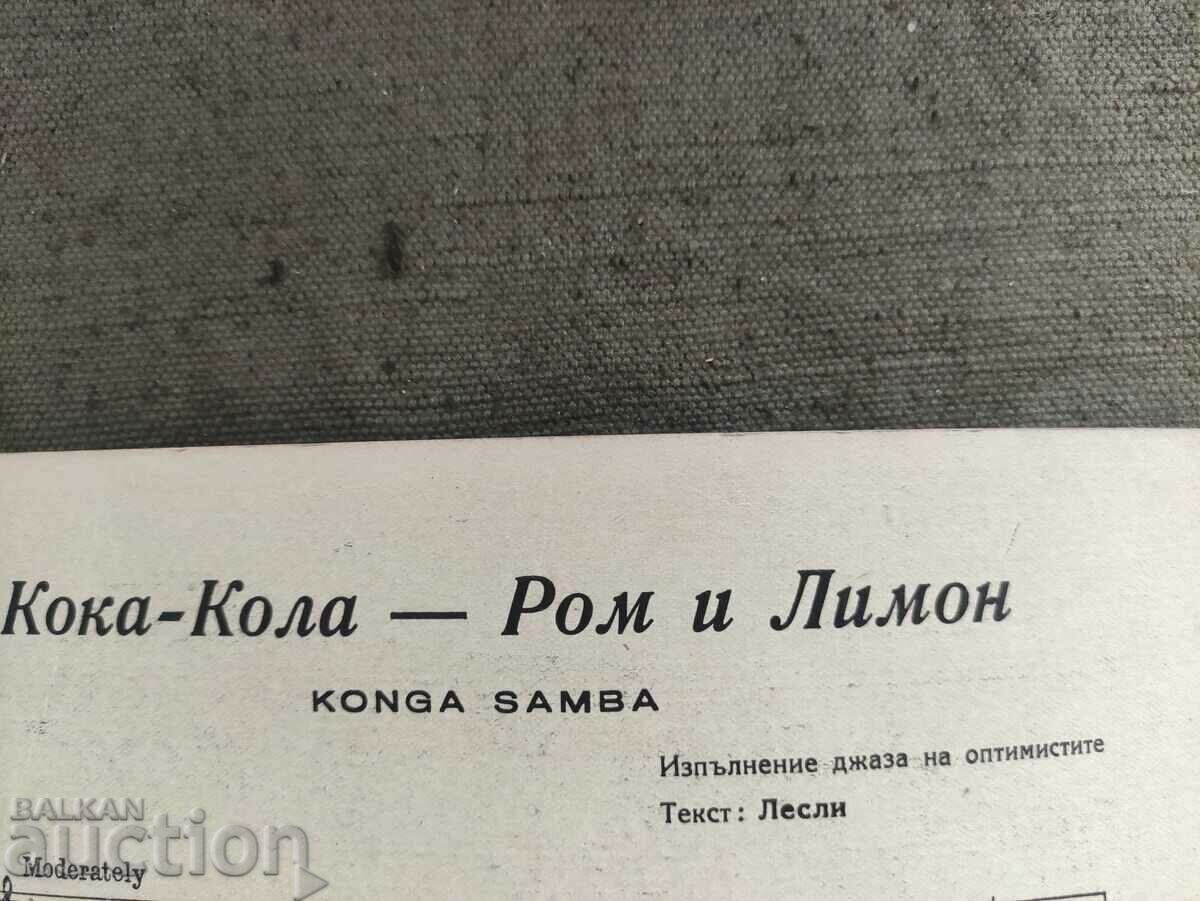 Кока-Кола — Ром и Лимон
KONGA SAMBA
Изпълнение джаза на оптимистите
Текст: Лесли
BALKAN
auction
Moderately